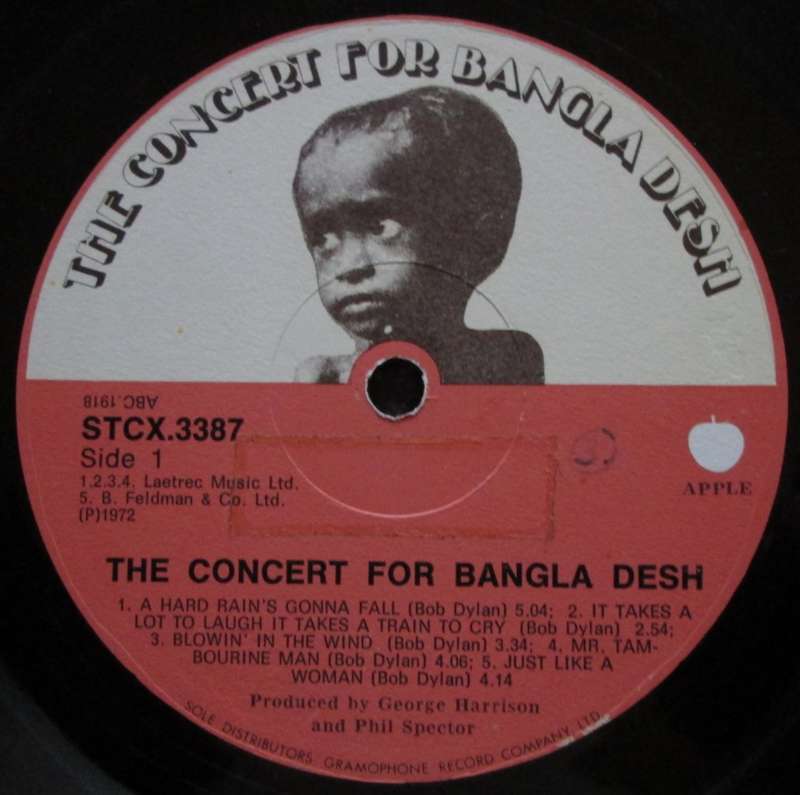 THE CONCERT FOR BANGLA DESH
ABC.1918
STCX.3387
Side 1
1.2.3.4. Laetrec Music Ltd.
5. B. Feldman & Co. Ltd.
(P)1972
APPLE
THE CONCERT FOR BANGLA DESH
1. A HARD RAIN'S GONNA FALL (Bob Dylan) 5.04; 2. IT TAKES A
LOT TO LAUGH IT TAKES A TRAIN TO CRY (Bob Dylan) 2.54;
3. BLOWIN' IN THE WIND (Bob Dylan) 3.34; 4. MR. TAM-
BOURINE MAN (Bob Dylan) 4.06; 5. JUST LIKE A
WOMAN (Bob Dylan) 4.14
Produced by George Harrison
and Phil Spector
SOLE DISTRIBUTORS GRAMOPHONE RECORD COMPANY LTD.